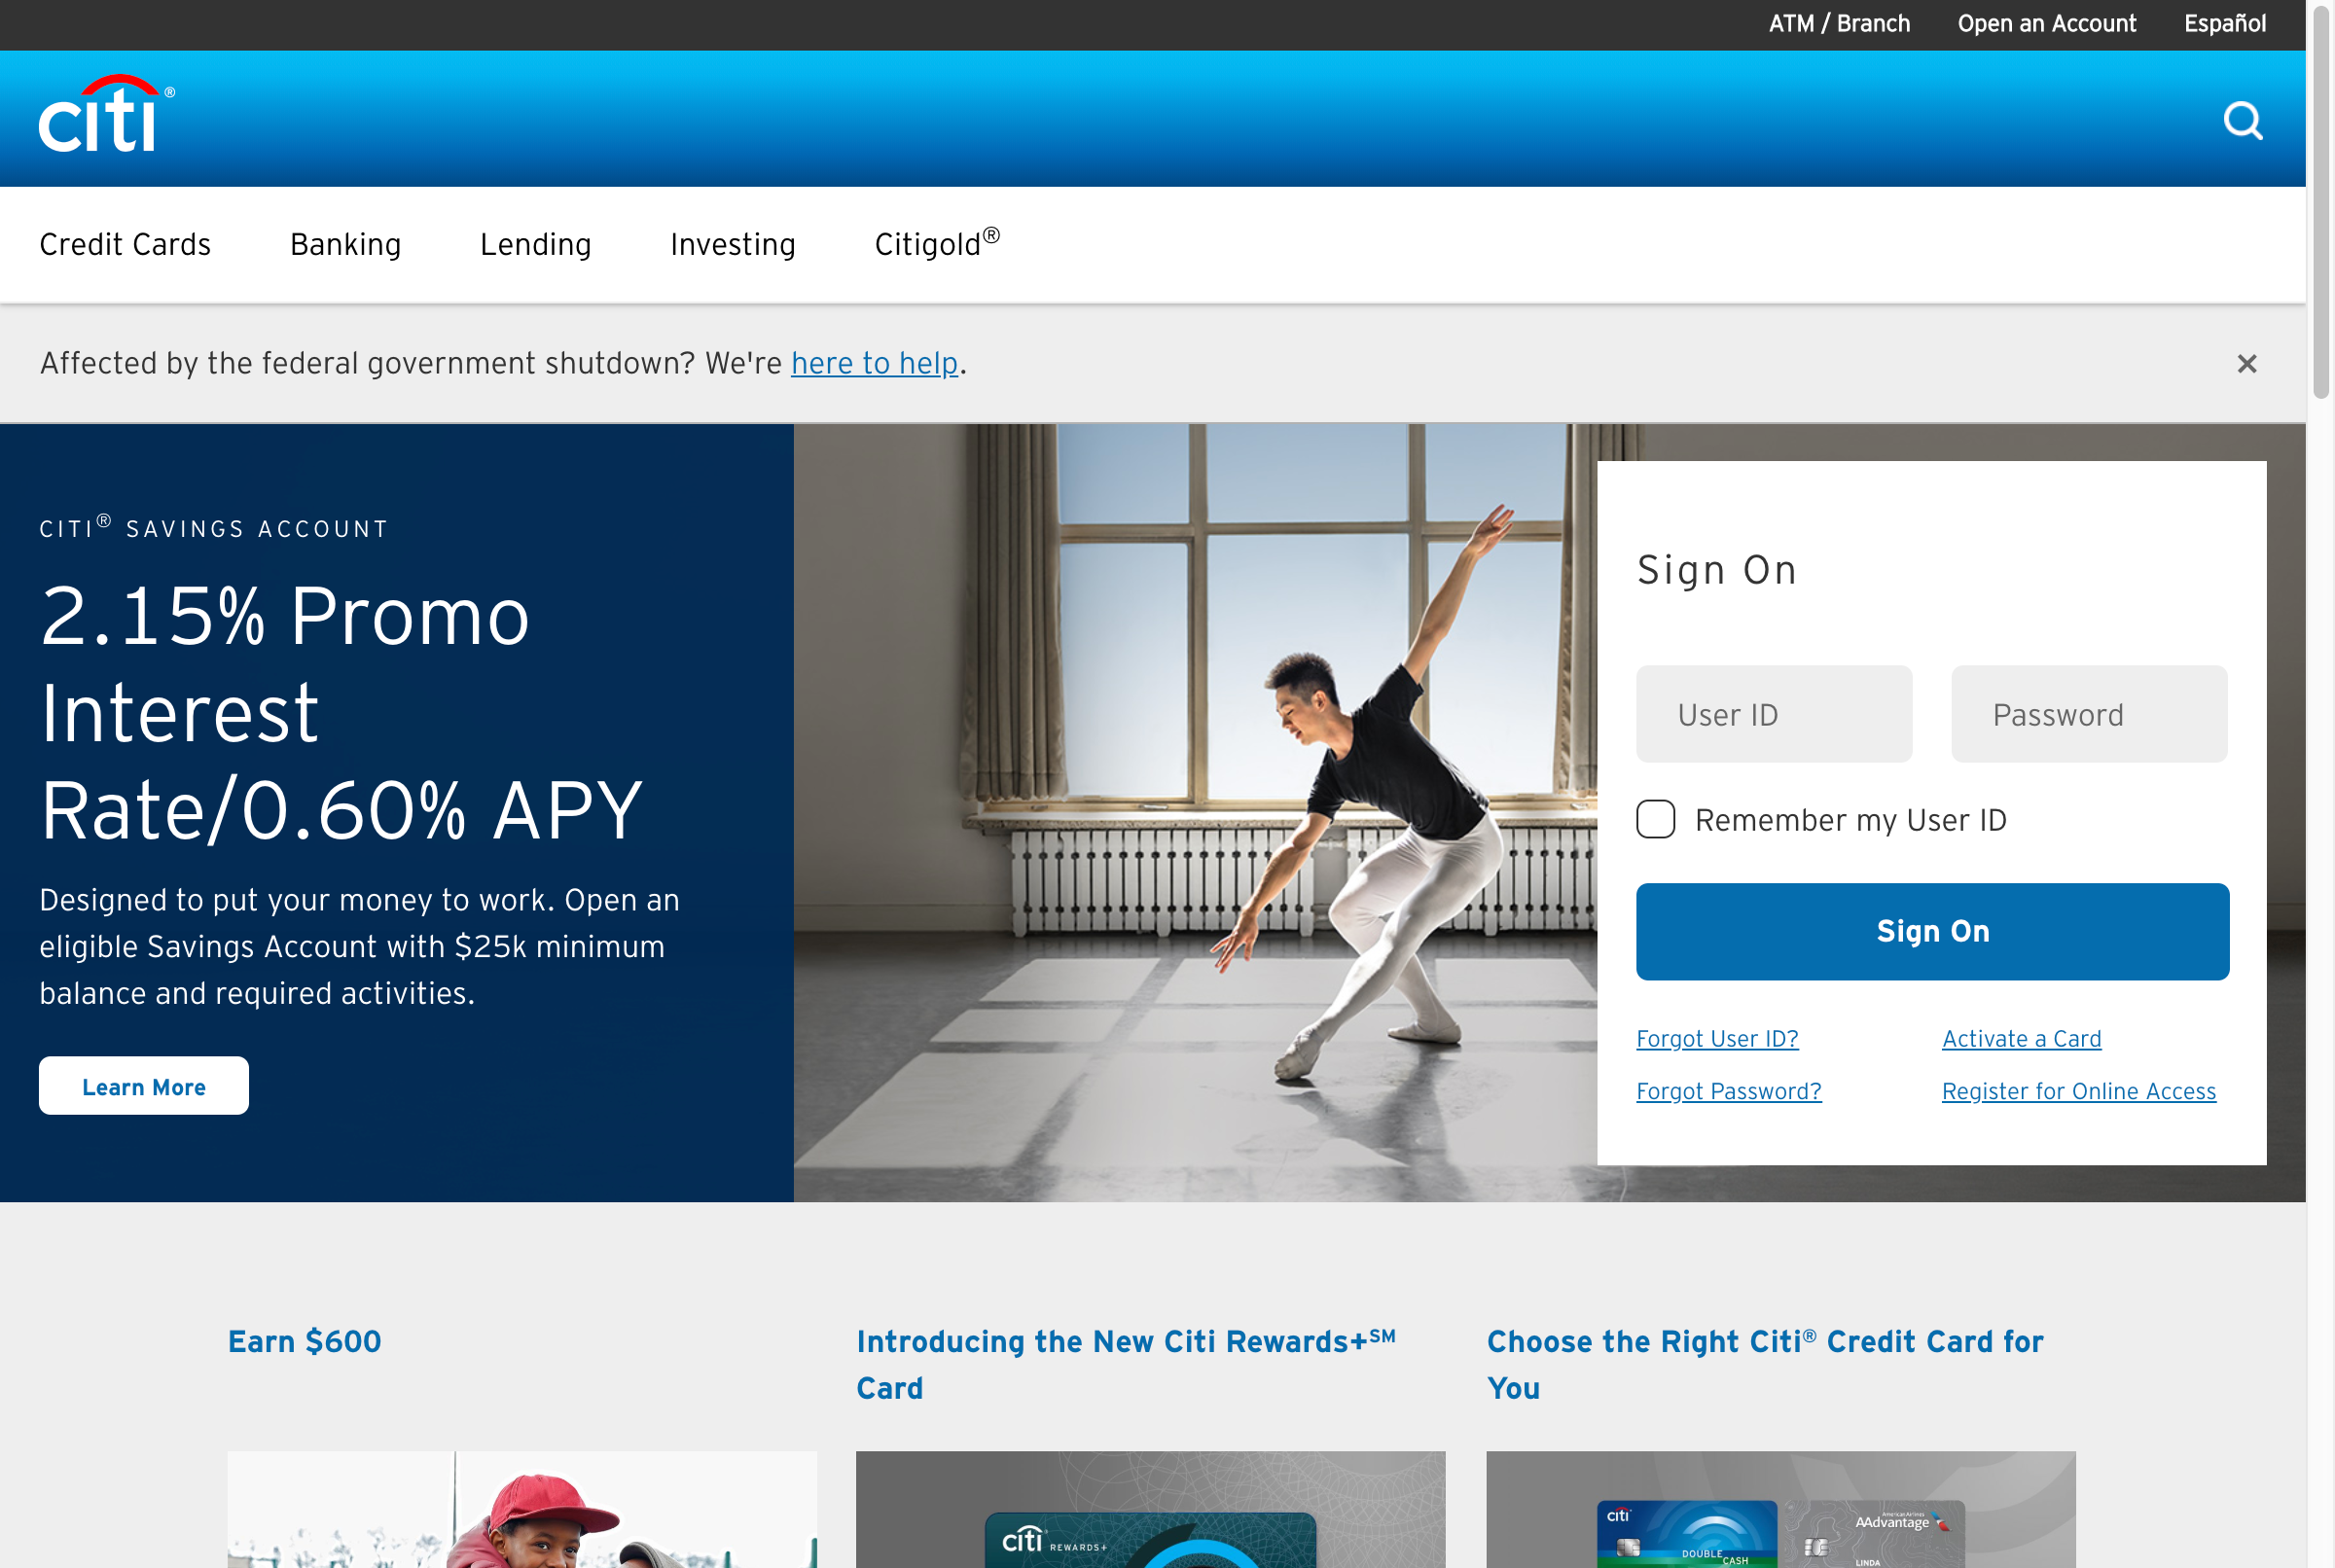 ATM / Branch
Open an Account
Español
citi®
Credit Cards
Banking
Lending
Investing
Citigold®
Affected by the federal government shutdown? We're here to help.
×
CITI® SAVINGS ACCOUNT
2.15% Promo
Interest
Rate/0.60% APY
Designed to put your money to work. Open an
eligible Savings Account with $25k minimum
balance and required activities.
Learn More
Sign On
User ID
Password
Remember my User ID
Sign On
Forgot User ID?
Activate a Card
Forgot Password?
Register for Online Access
Earn $600
Introducing the New Citi Rewards+℠
Card
Choose the Right Citi® Credit Card for
You
citi REWARDS+
citi
DOUBLE
CASH
American Airlines
AAdvantage
LINDA